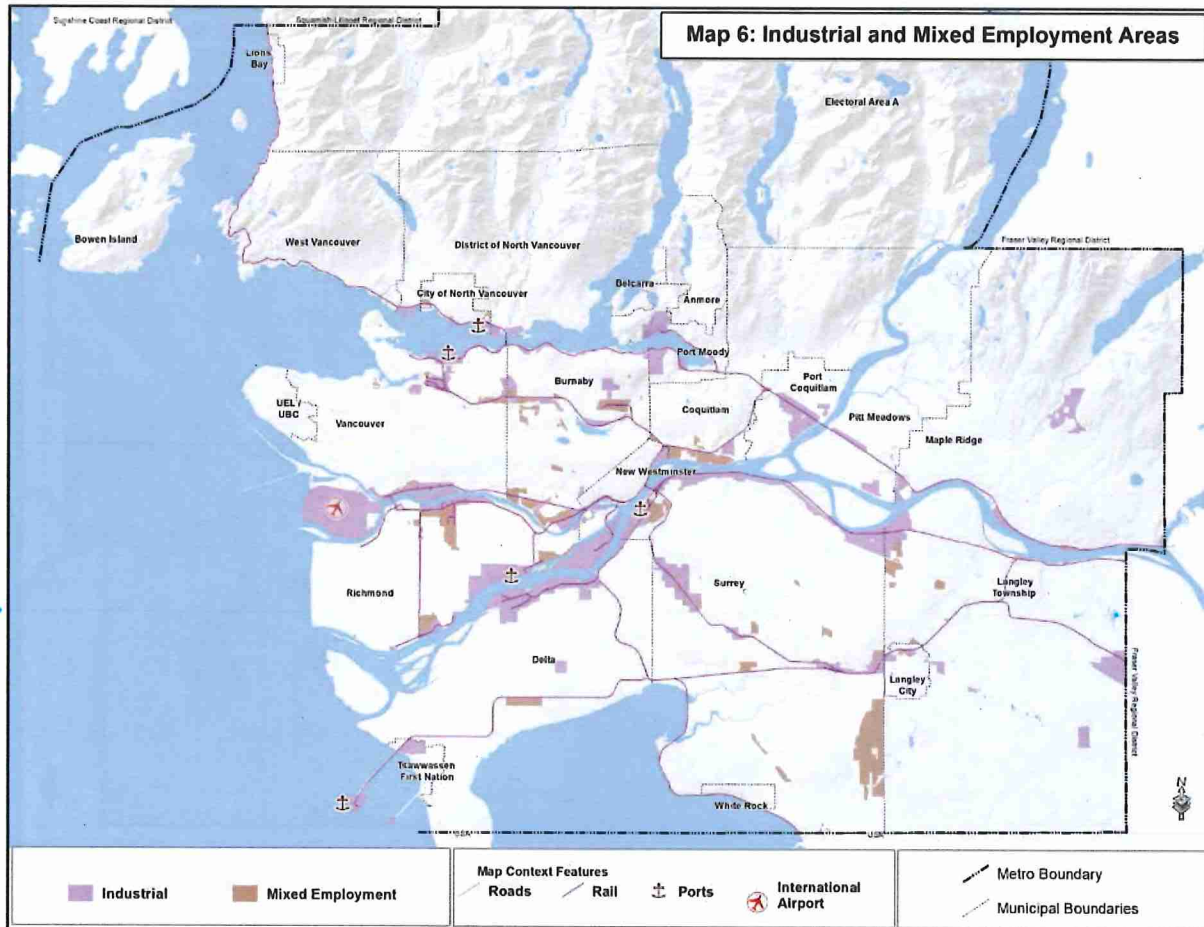 Sunshine Coast Regional District
Squamish Lillooet Regional District
Map 6: Industrial and Mixed Employment Areas
Lions
Bay
Electoral Area A
Bowen Island
West Vancouver
District of North Vancouver
Fraser Valley Regional District
Belcarra
City of North Vancouver
Anmore
Port Moody
Burnaby
Port
Coquitlam
UEL /
UBC
Vancouver
Coquitlam
Pitt Meadows
Maple Ridge
New Westminster
Richmond
Surrey
Langley
Township
Delta
Langley
City
Fraser Valley Regional District
Tsawwassen
First Nation
White Rock
N
USA
USA
Industrial
Mixed Employment
Map Context Features
Roads
Rail
Ports
International
Airport
Metro Boundary
Municipal Boundaries